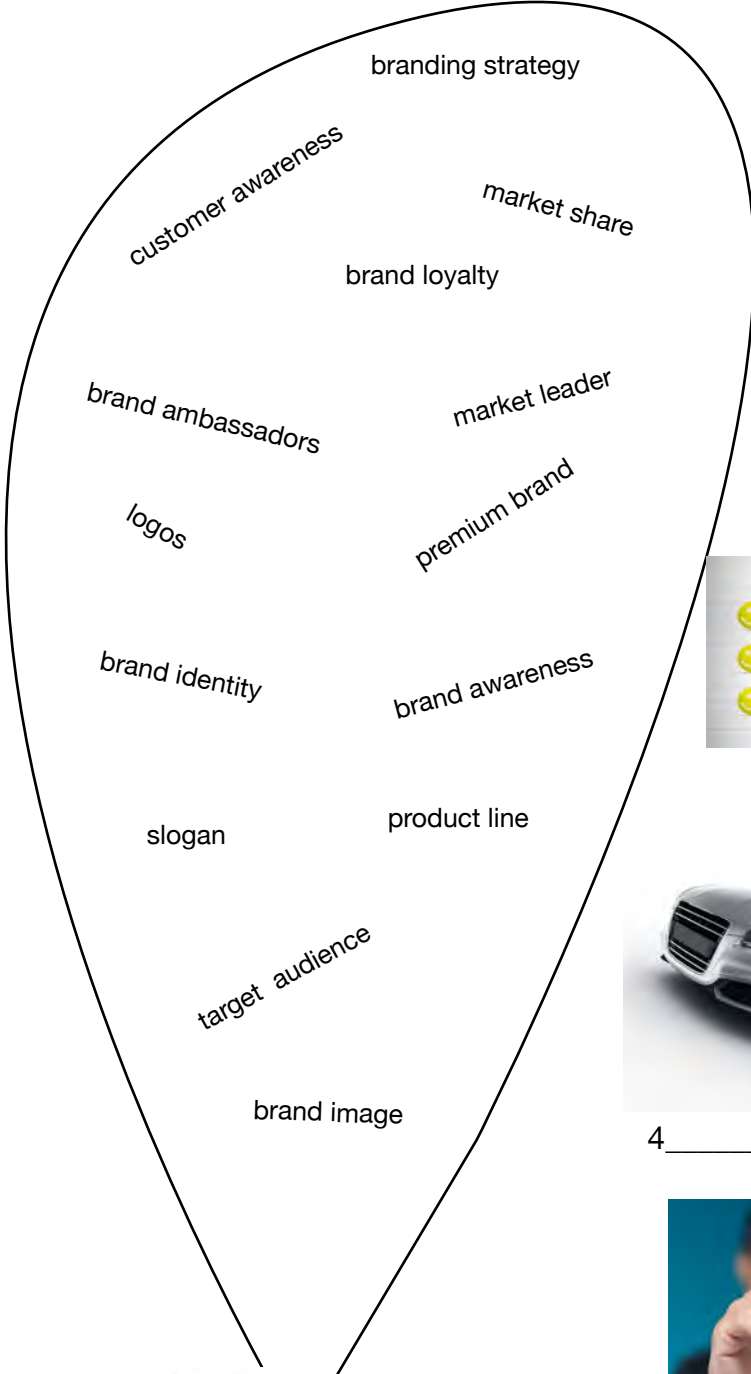 branding strategy
customer awareness
market share
brand loyalty
brand ambassadors
market leader
logos
premium brand
brand identity
brand awareness
slogan
product line
target audience
brand image
4______